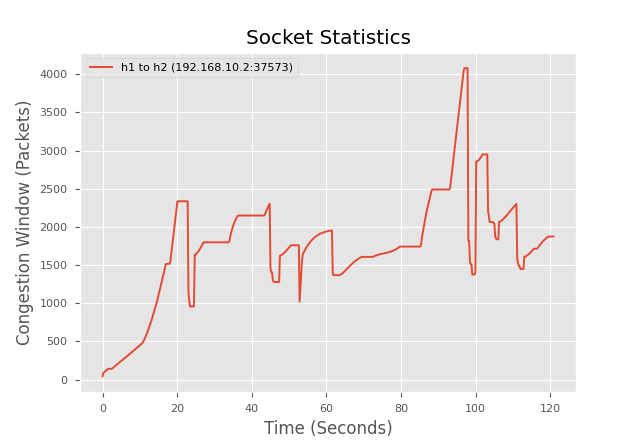 Socket Statistics
h1 to h2 (192.168.10.2:37573)
4000
3500
3000
2500
2000
1500
1000
500
0
Congestion Window (Packets)
0 20 40 60 80 100 120
Time (Seconds)